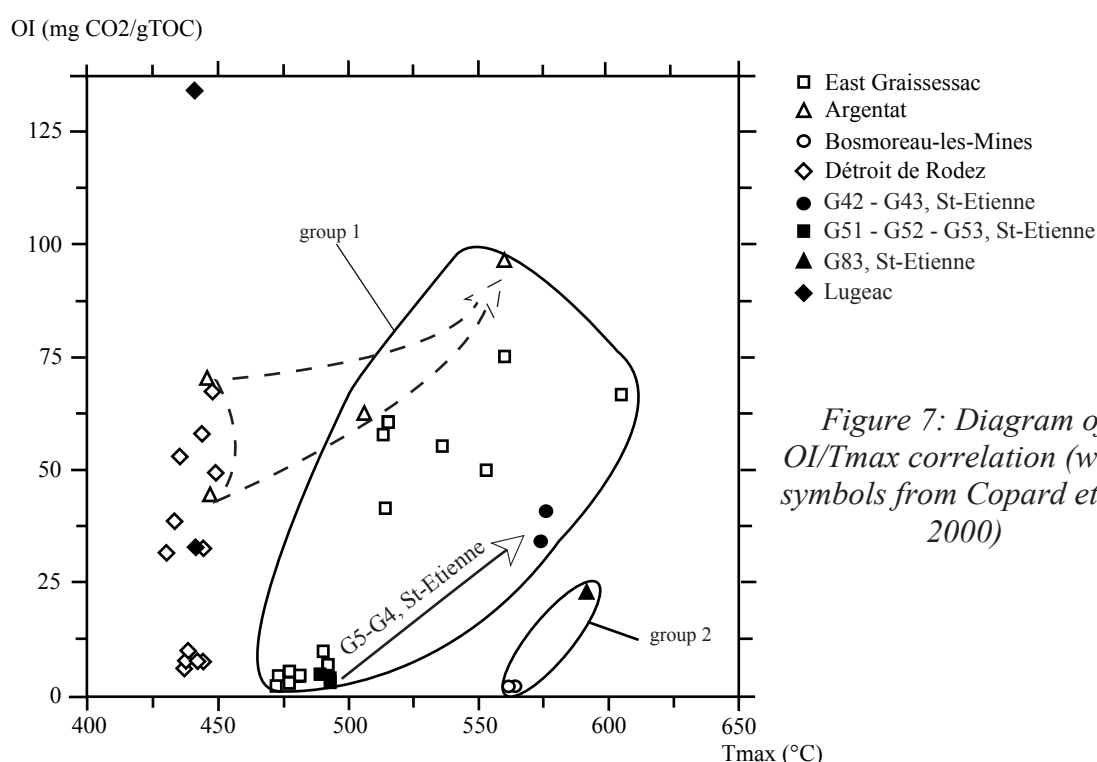 OI (mg CO2/gTOC)
125
100
75
50
25
0
400
450
500
550
600
650
Tmax (°C)
group 1
G5-G4, St-Etienne
group 2
East Graissessac
Argentat
Bosmoreau-les-Mines
Détroit de Rodez
G42 - G43, St-Etienne
G51 - G52 - G53, St-Etienne
G83, St-Etienne
Lugeac
Figure 7: Diagram
OI/Tmax correlation
symbols from Copard et
2000)